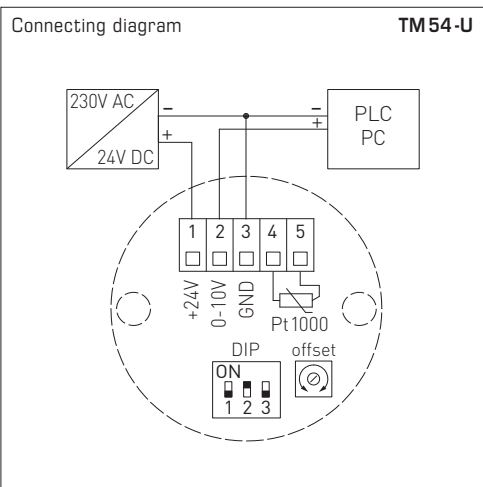 Connecting diagram TM54-U
230V AC
24V DC
− +
− +
PLC
PC
1 2 3 4 5
+24V
0-10V
GND
Pt1000
DIP
offset
ON
1 2 3